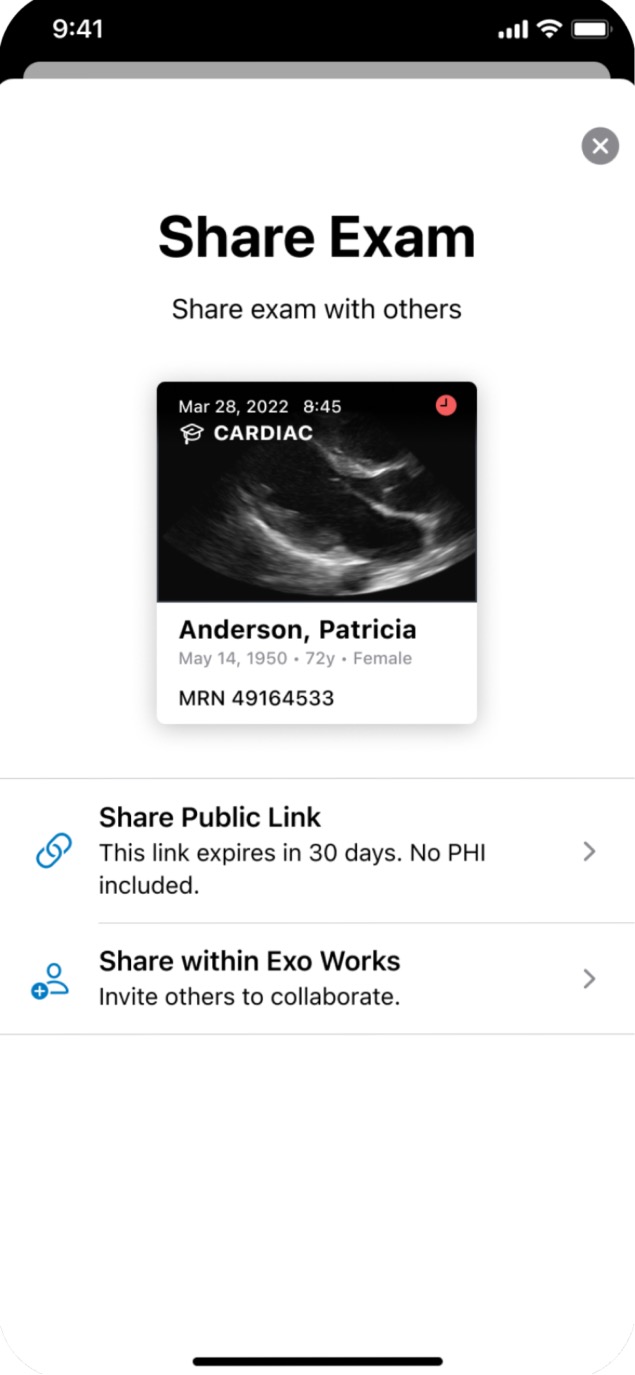 9:41
Share Exam
Share exam with others
Mar 28, 2022 8:45
CARDIAC
Anderson, Patricia
May 14, 1950 • 72y • Female
MRN 49164533
Share Public Link
This link expires in 30 days. No PHI
included.
Share within Exo Works
Invite others to collaborate.